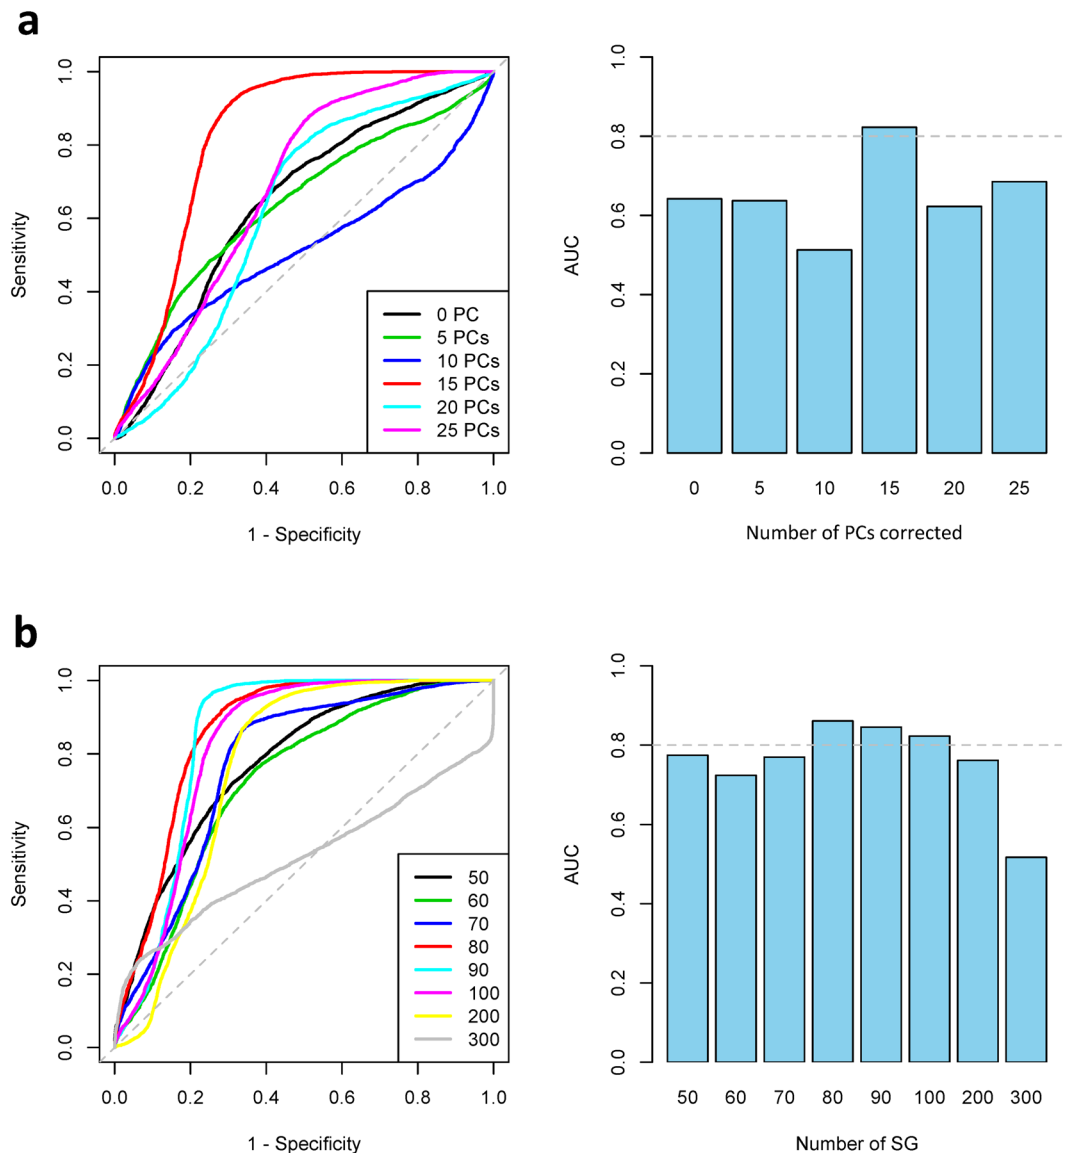 a
Sensitivity
1.0
0.8
0.6
0.4
0.2
0.0
0 PC
5 PCs
10 PCs
15 PCs
20 PCs
25 PCs
0.0 0.2 0.4 0.6 0.8 1.0
1 - Specificity
AUC
1.0
0.8
0.6
0.4
0.2
0.0
0 5 10 15 20 25
Number of PCs corrected
b
Sensitivity
1.0
0.8
0.6
0.4
0.2
0.0
50
60
70
80
90
100
200
300
0.0 0.2 0.4 0.6 0.8 1.0
1 - Specificity
AUC
1.0
0.8
0.6
0.4
0.2
0.0
50 60 70 80 90 100 200 300
Number of SG